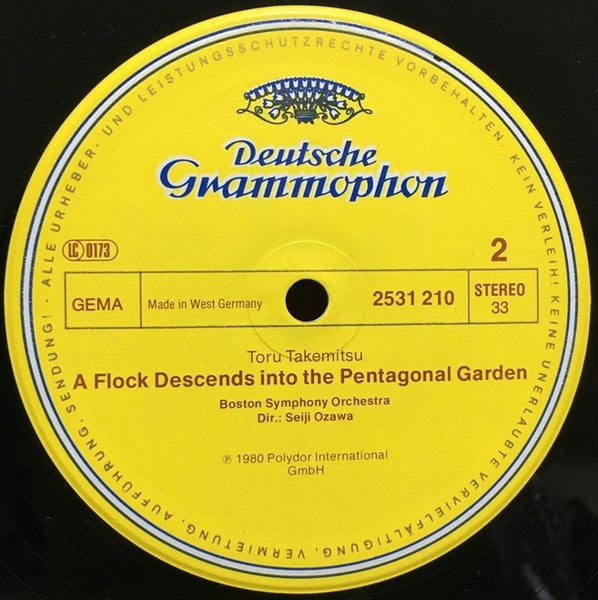 · ALLE URHEBER- UND LEISTUNGSSCHUTZRECHTE VORBEHALTEN. KEIN VERLEIH! KEINE UNERLAUBTE VERVIELFÄLTIGUNG, VERMIETUNG, AUFFÜHRUNG, SENDUNG!
Deutsche
Grammophon
LC 0173
2
GEMA
Made in West Germany
2531 210
STEREO
33
Toru Takemitsu
A Flock Descends into the Pentagonal Garden
Boston Symphony Orchestra
Dir.: Seiji Ozawa
℗ 1980 Polydor International
GmbH